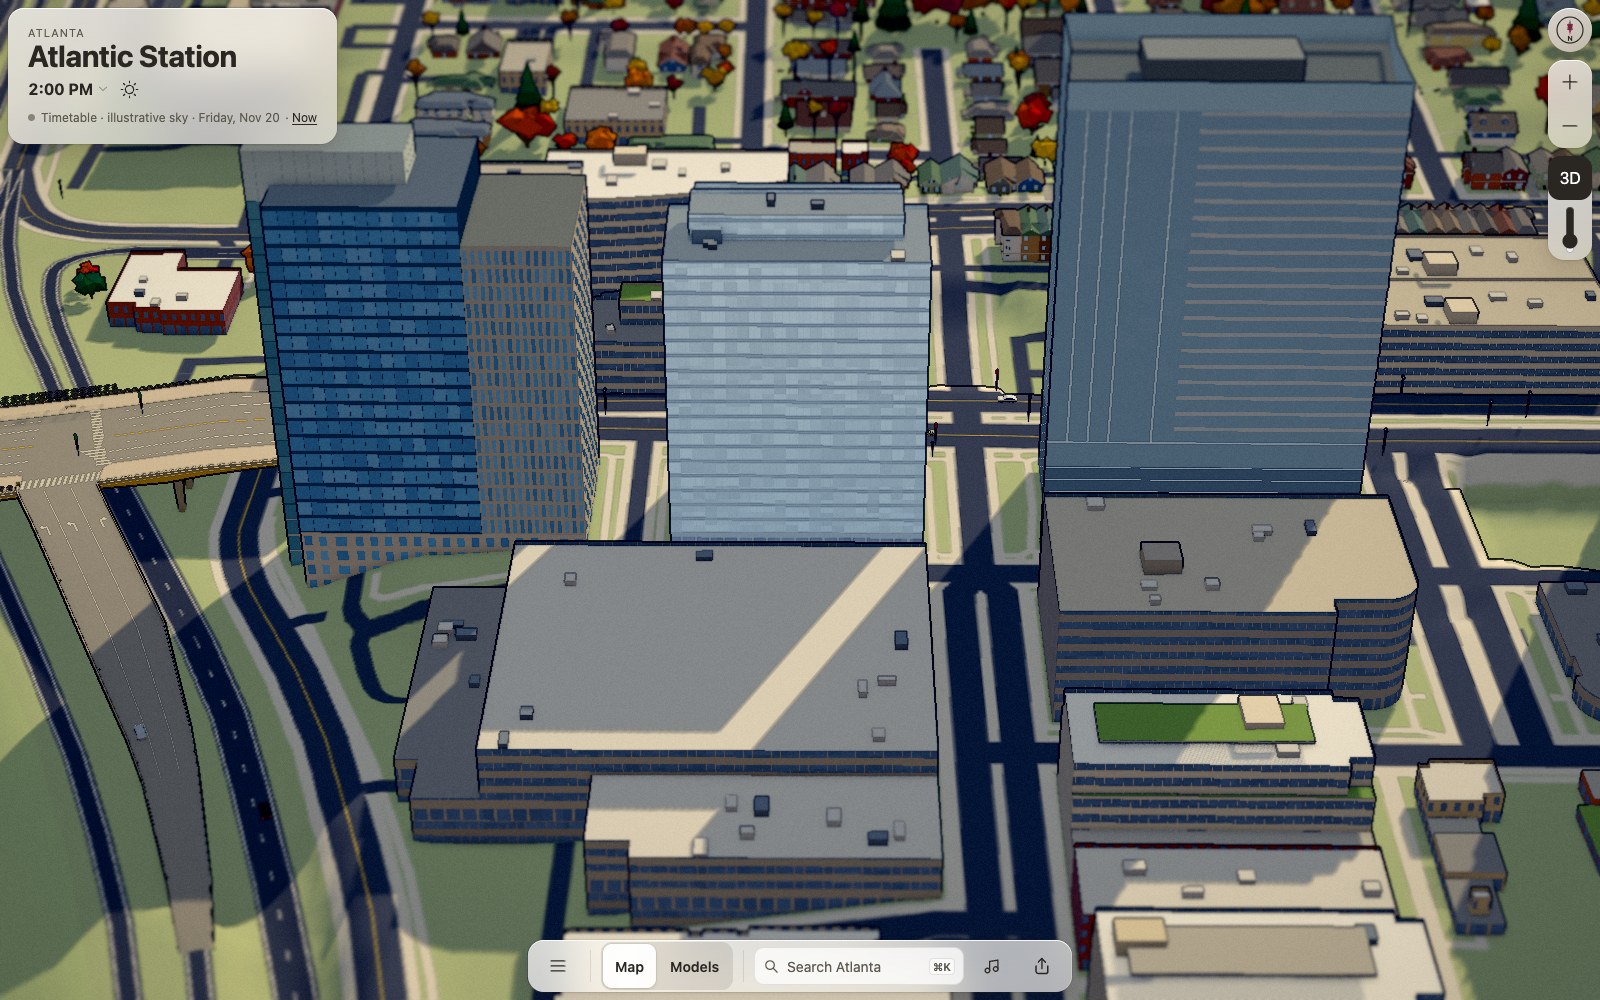 ATLANTA
Atlantic Station
2:00 PM
Timetable · illustrative sky · Friday, Nov 20 · Now
N
3D
Map
Models
Search Atlanta
⌘K